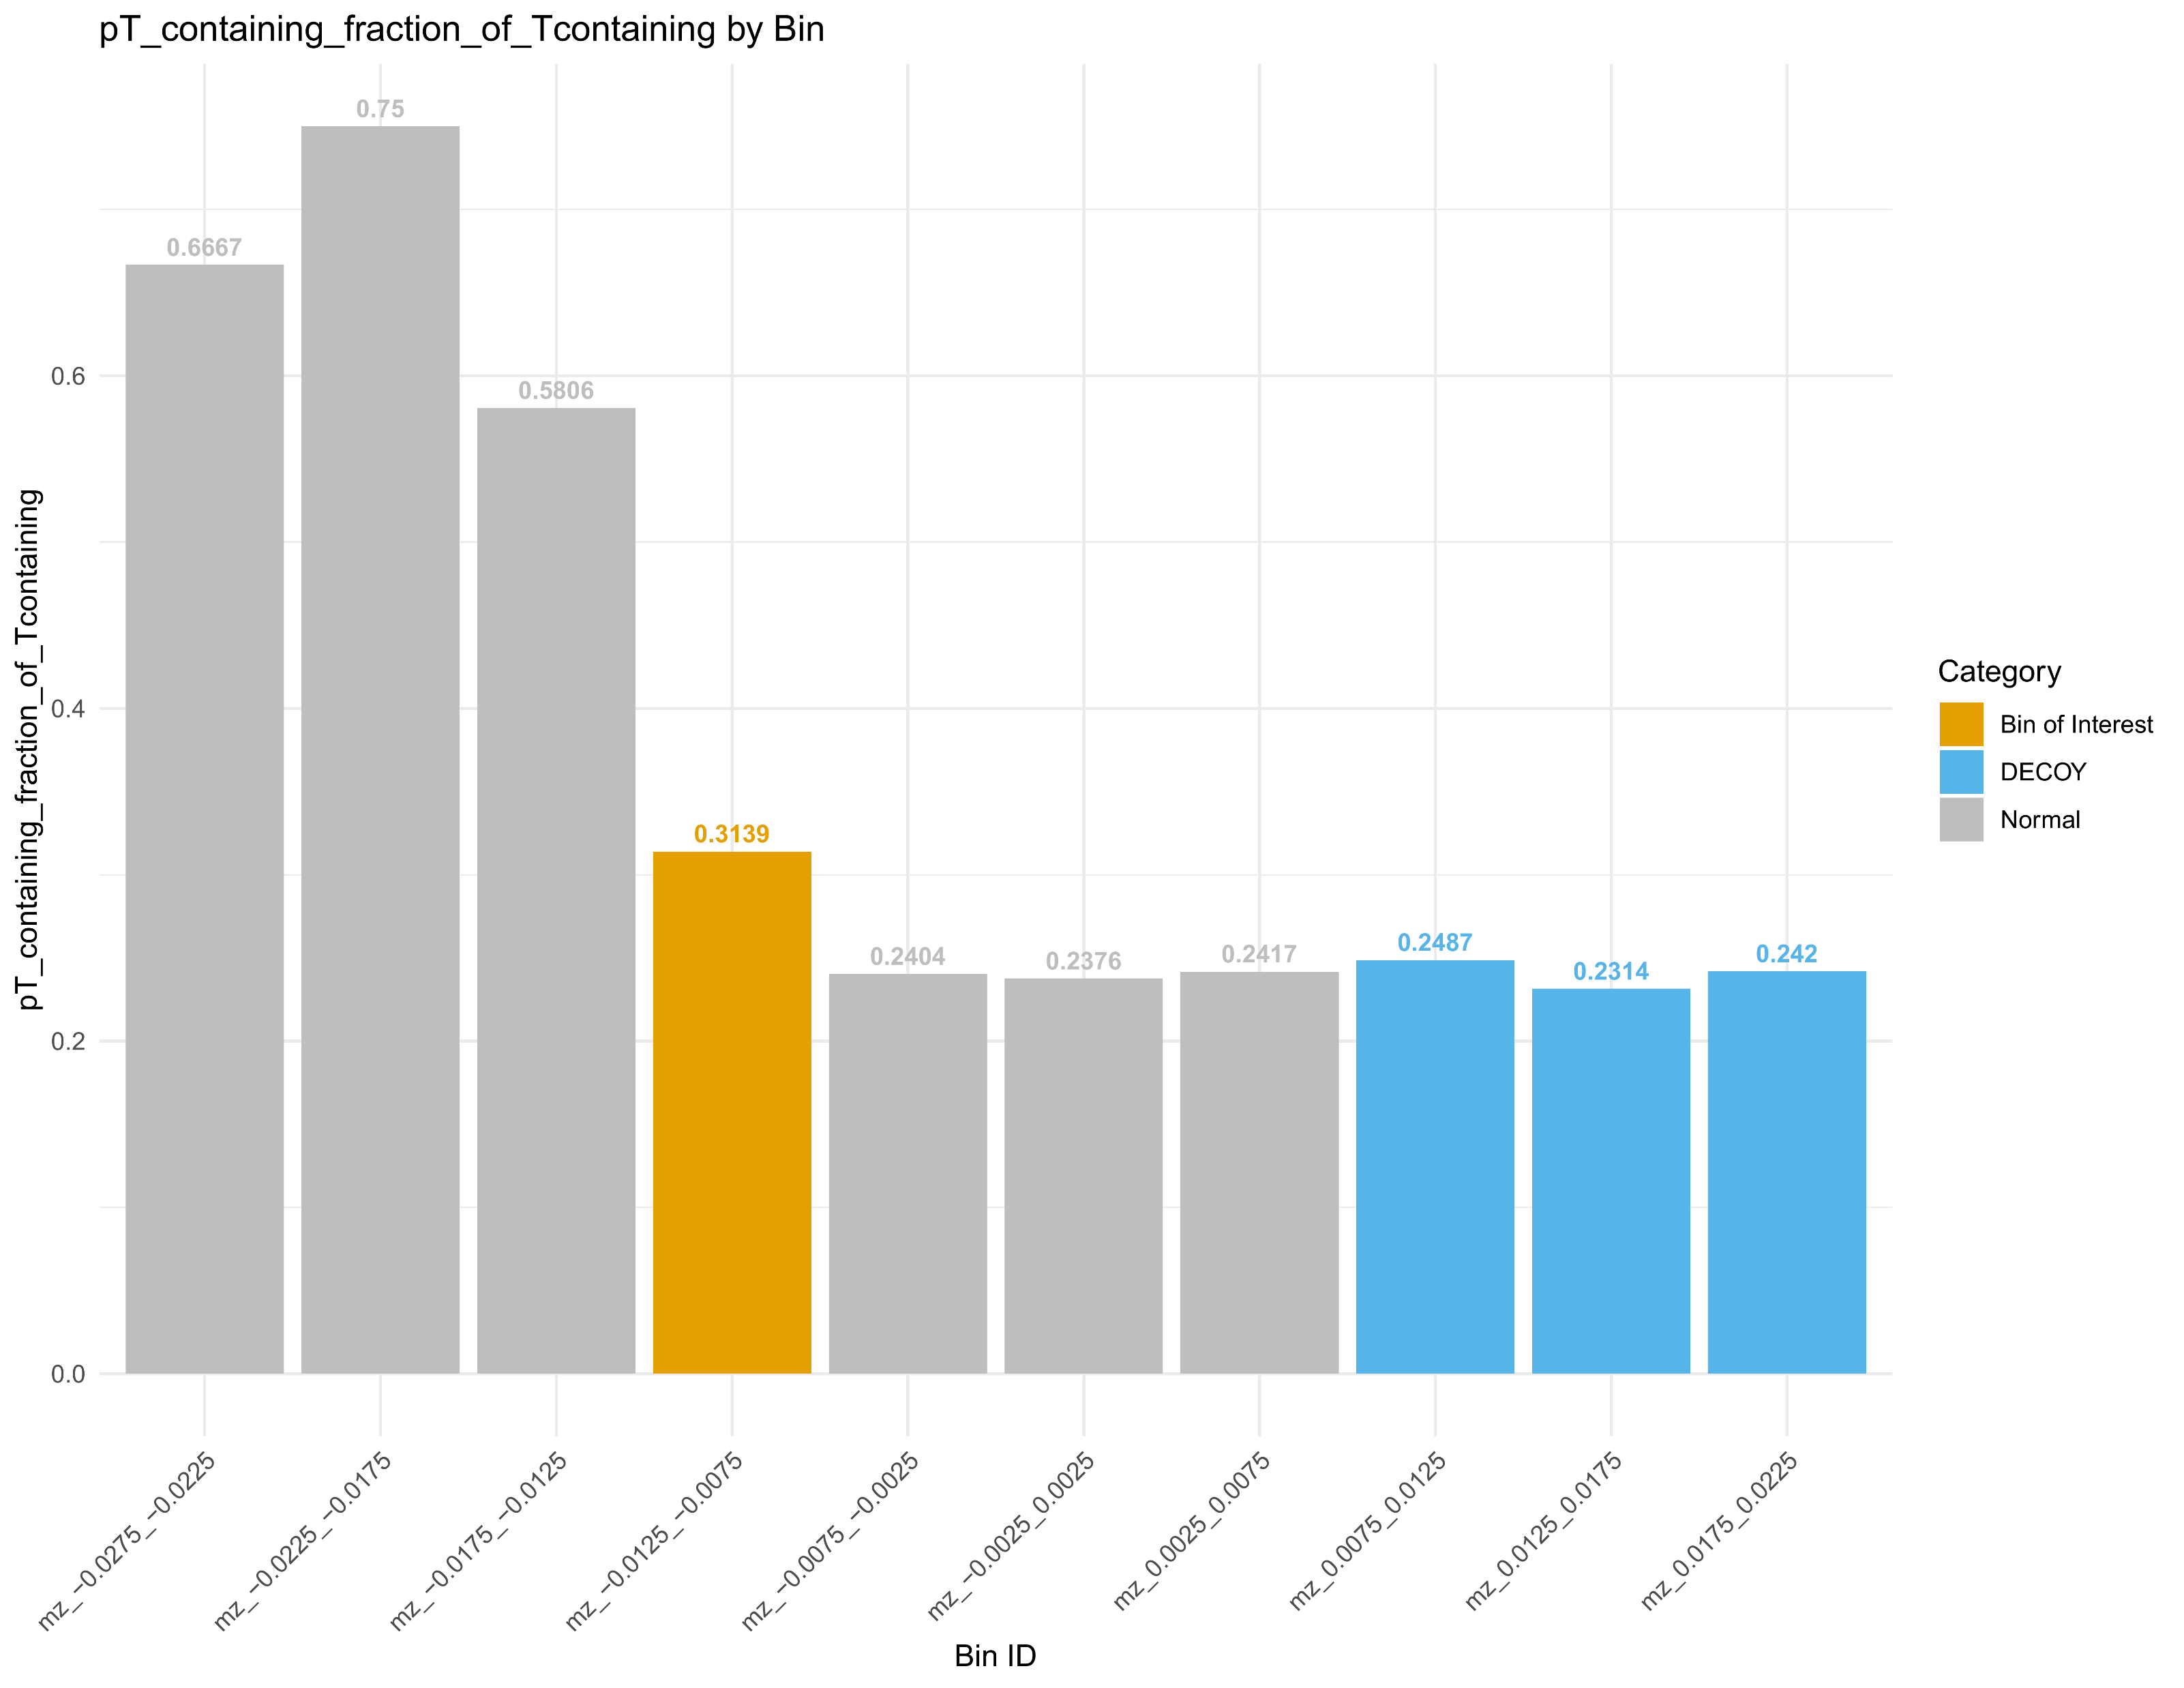 pT_containing_fraction_of_Tcontaining by Bin
pT_containing_fraction_of_Tcontaining
0.6
0.4
0.2
0.0
0.6667
0.75
0.5806
0.3139
0.2404
0.2376
0.2417
0.2487
0.2314
0.242
mz_−0.0275_−0.0225
mz_−0.0225_−0.0175
mz_−0.0175_−0.0125
mz_−0.0125_−0.0075
mz_−0.0075_−0.0025
mz_−0.0025_0.0025
mz_0.0025_0.0075
mz_0.0075_0.0125
mz_0.0125_0.0175
mz_0.0175_0.0225
Bin ID
Category
Bin of Interest
DECOY
Normal